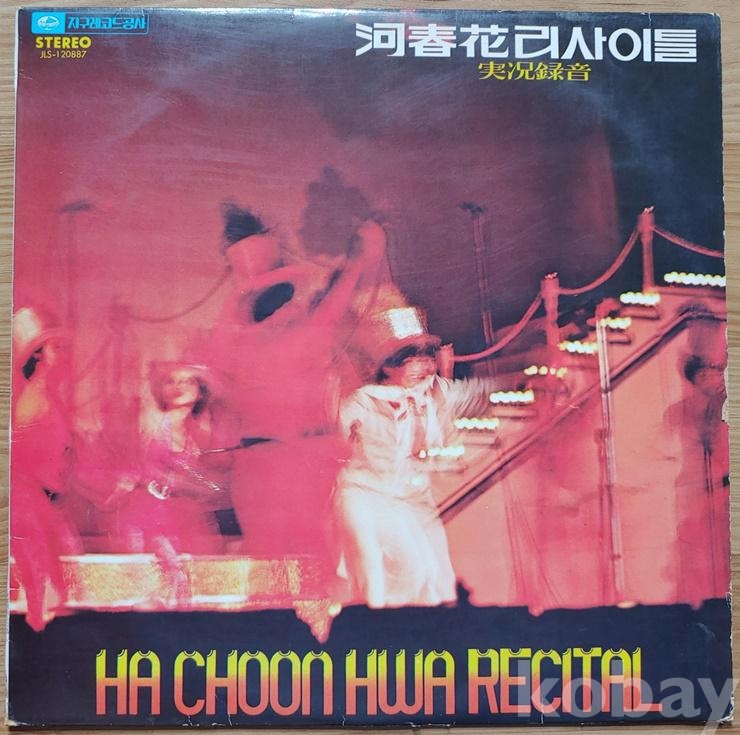 지구레코드공사
STEREO
JLS-120887
河春花리사이틀
実况録音
HA CHOON HWA RECITAL
kobay